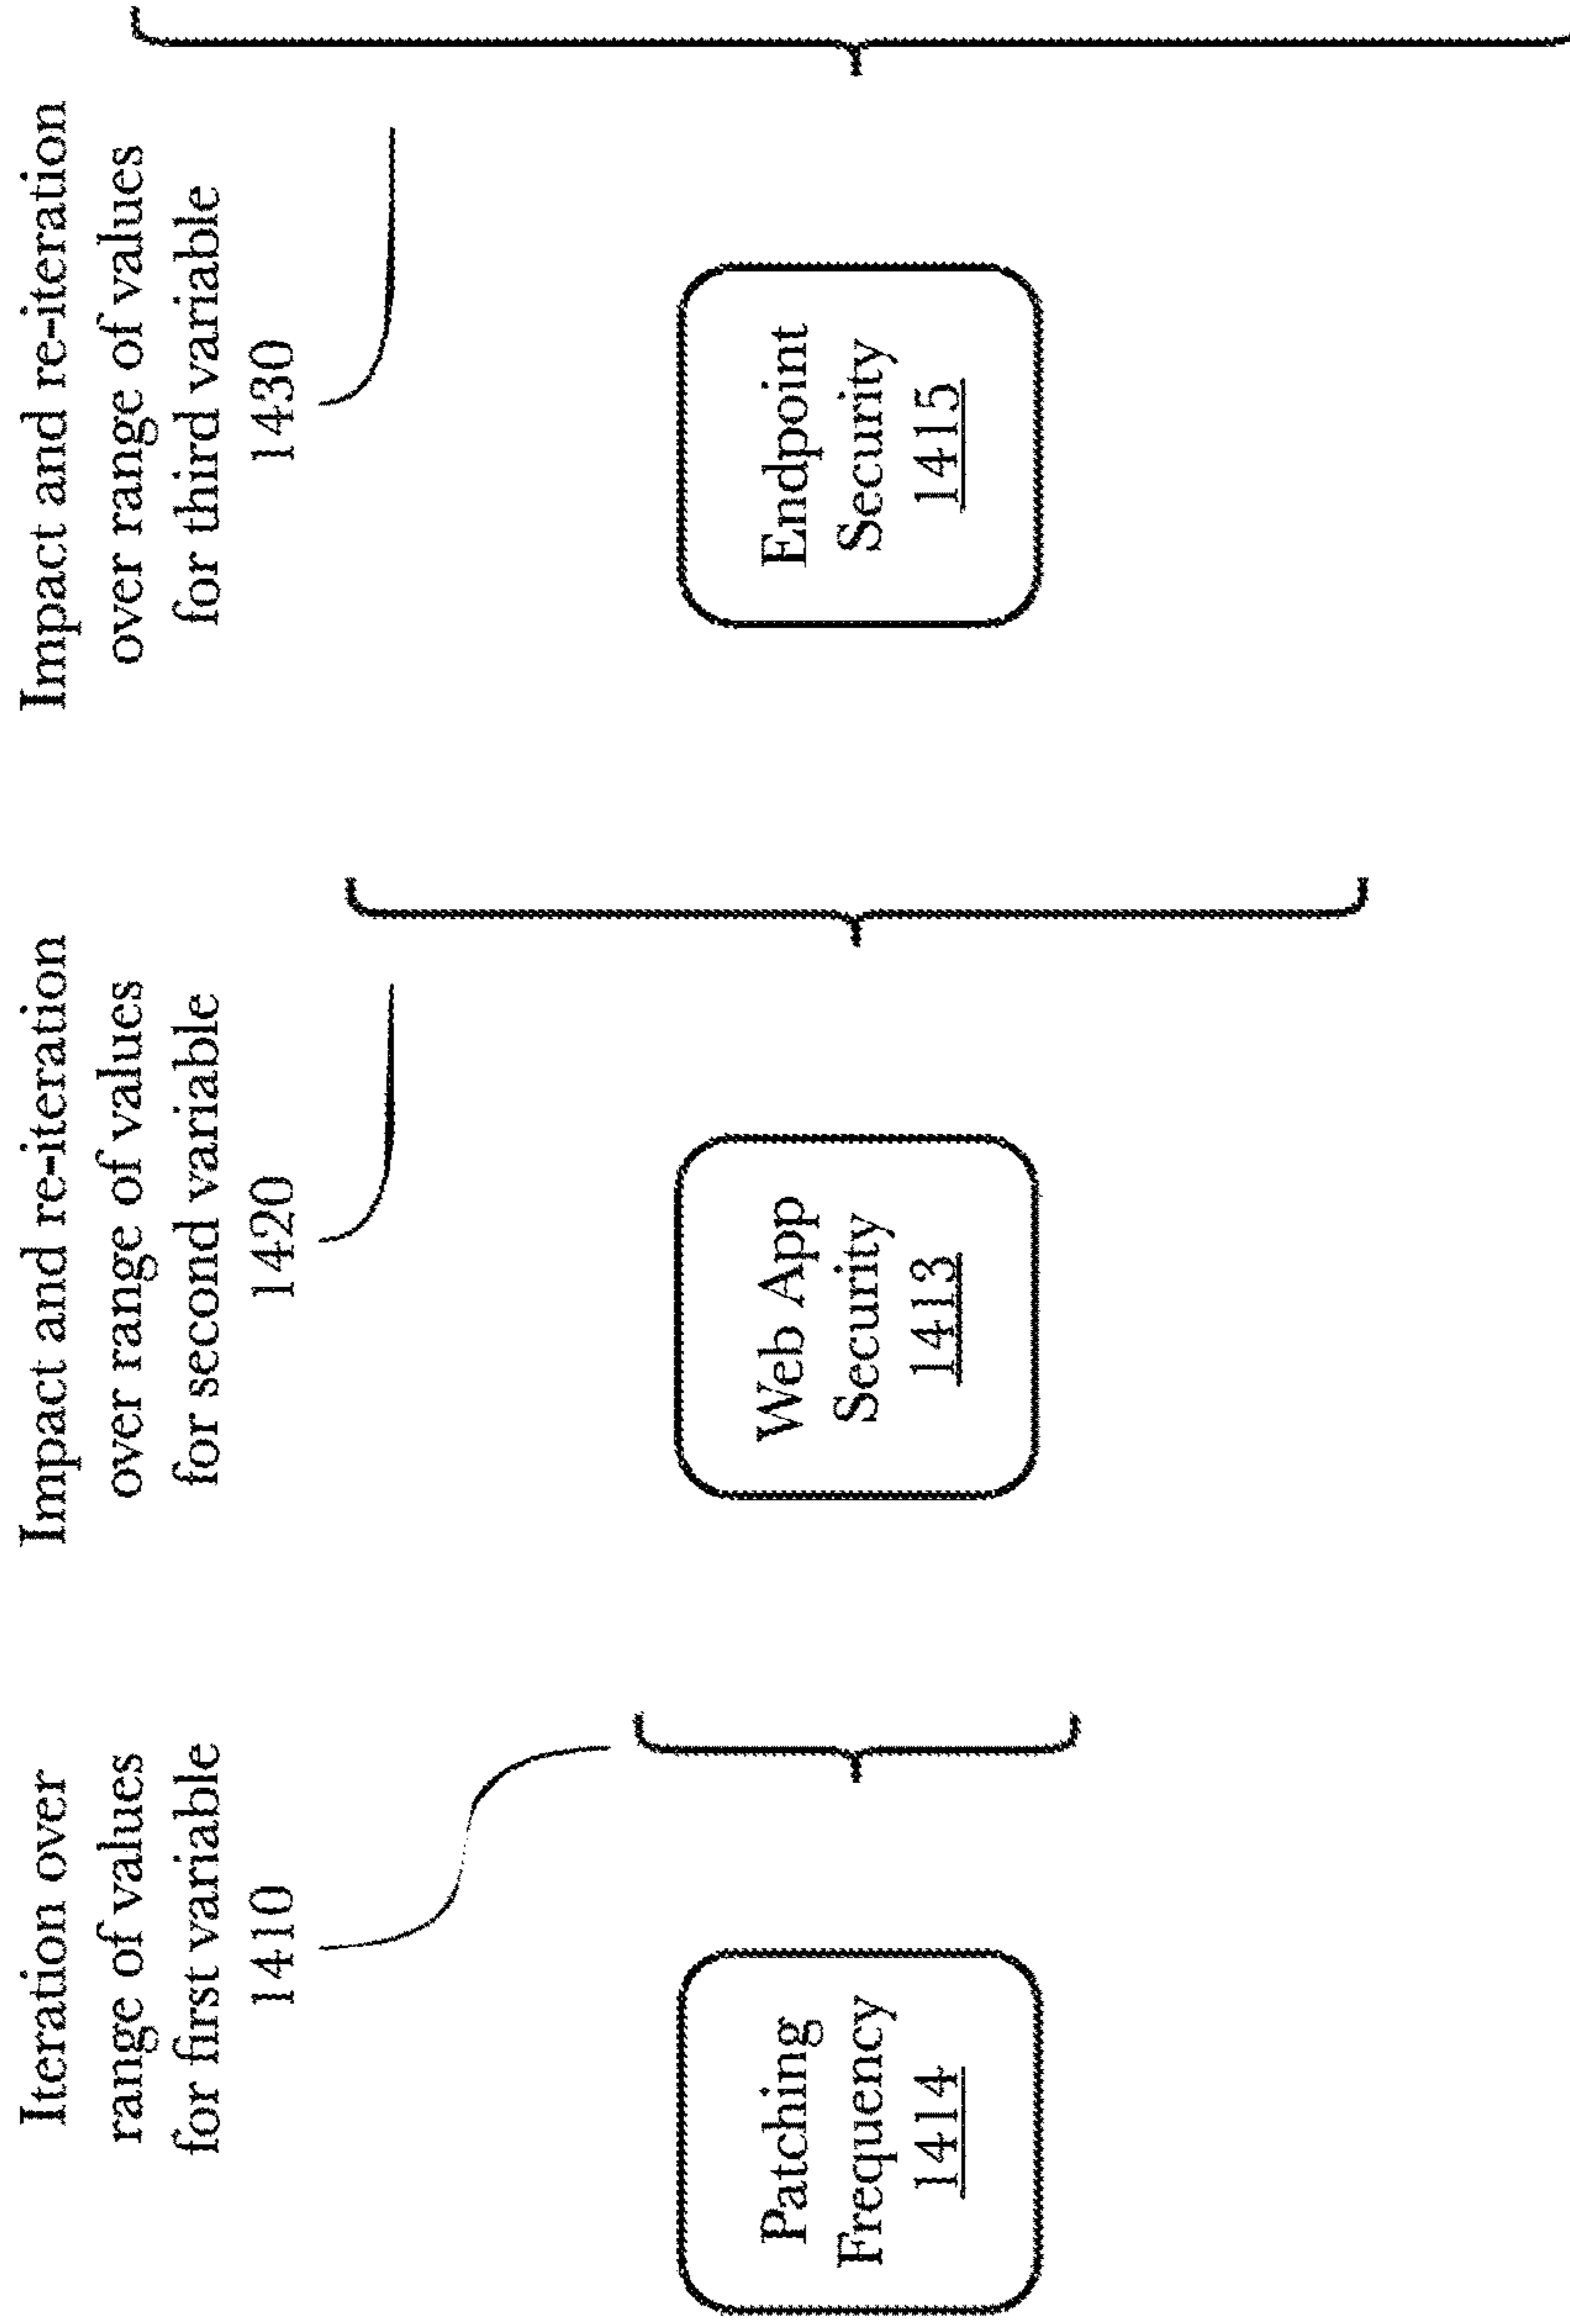 Iteration over
range of values
for first variable
1410
Impact and re-iteration
over range of values
for second variable
1420
Impact and re-iteration
over range of values
for third variable
1430
Patching
Frequency
1414
Web App
Security
1413
Endpoint
Security
1415